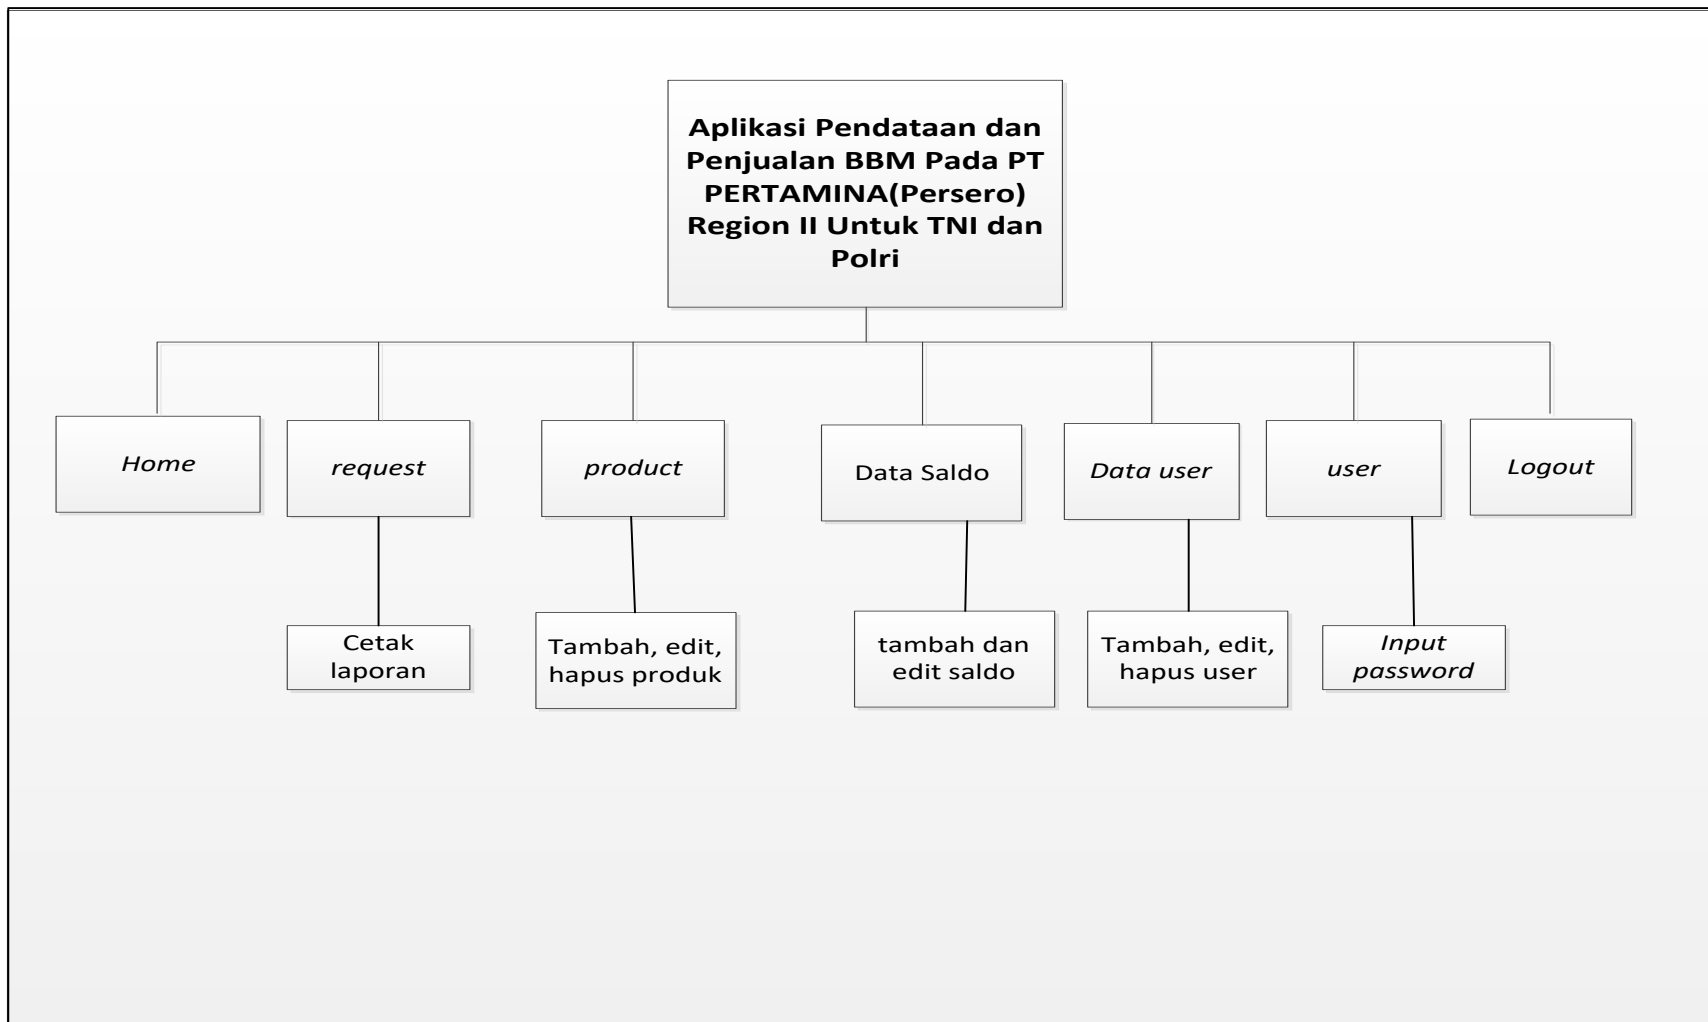 Aplikasi Pendataan dan
Penjualan BBM Pada PT
PERTAMINA(Persero)
Region II Untuk TNI dan
Polri
Home
request
product
Data Saldo
Data user
user
Logout
Cetak
laporan
Tambah, edit,
hapus produk
tambah dan
edit saldo
Tambah, edit,
hapus user
Input
password